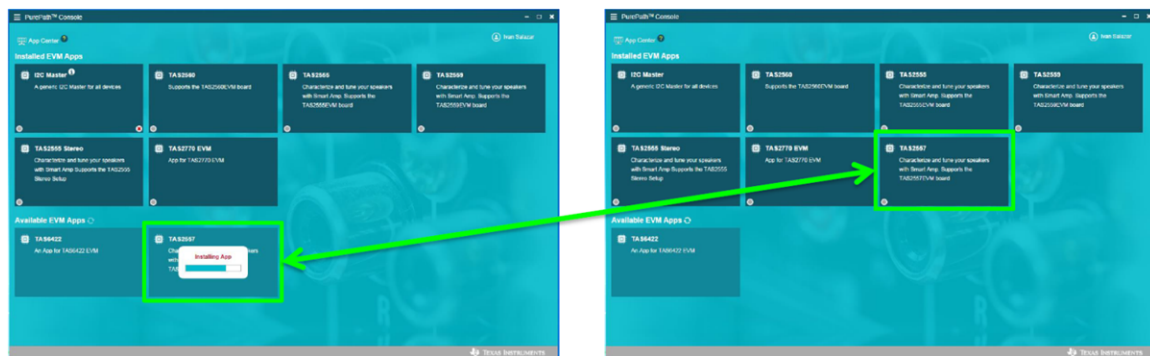 PurePath™ Console
App Center
Ivan Salazar
Installed EVM Apps
I2C Master
A generic I2C Master for all devices
TAS2560
Supports the TAS2560EVM board
TAS2555
Characterize and tune your speakers
with Smart Amp. Supports the
TAS2555EVM board
TAS2559
Characterize and tune your speakers
with Smart Amp. Supports the
TAS2559EVM board
TAS2555 Stereo
Characterize and tune your speakers
with Smart Amp Supports the TAS2555
Stereo Setup
TAS2770 EVM
App for TAS2770 EVM
Available EVM Apps
TAS6422
An App for TAS6422 EVM
TAS2557
Installing App
TEXAS INSTRUMENTS
PurePath™ Console
App Center
Ivan Salazar
Installed EVM Apps
I2C Master
A generic I2C Master for all devices
TAS2560
Supports the TAS2560EVM board
TAS2555
Characterize and tune your speakers
with Smart Amp. Supports the
TAS2555EVM board
TAS2559
Characterize and tune your speakers
with Smart Amp. Supports the
TAS2559EVM board
TAS2555 Stereo
Characterize and tune your speakers
with Smart Amp Supports the TAS2555
Stereo Setup
TAS2770 EVM
App for TAS2770 EVM
TAS2557
Characterize and tune your speakers
with Smart Amp. Supports the
TAS2557EVM board
Available EVM Apps
TAS6422
An App for TAS6422 EVM
TEXAS INSTRUMENTS